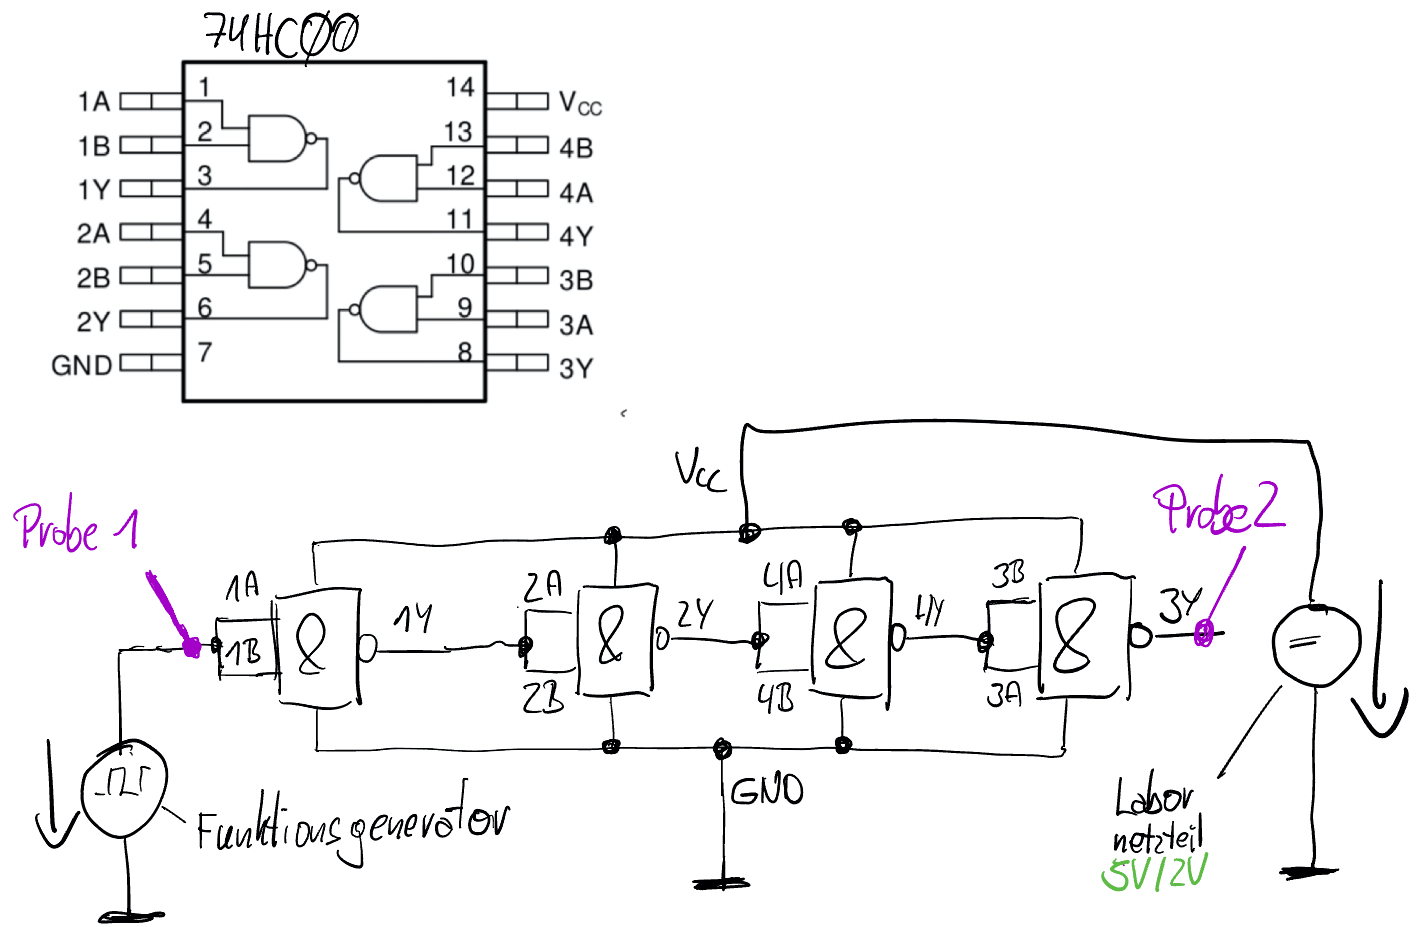 74HC00
1A 1 14 VCC
1B 2 13 4B
1Y 3 12 4A
2A 4 11 4Y
2B 5 10 3B
2Y 6 9 3A
GND 7 8 3Y
VCC
Probe 1
Probe 2
1A 2A 4A 3B
1B & 1Y & 2Y & 4Y & 3Y
2B 4B 3A
GND
Funktionsgenerator
Labor
netzteil
5V/2V